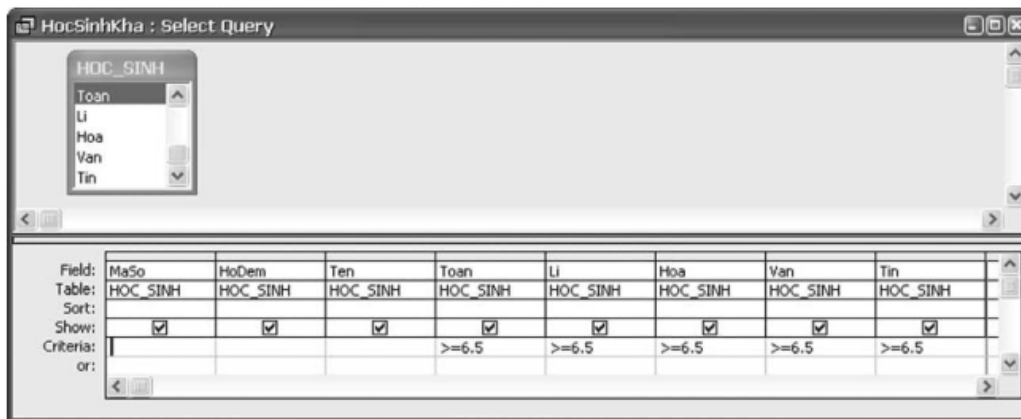 HocSinhKha : Select Query
HOC_SINH
Toan
Li
Hoa
Van
Tin
Field: MaSo HoDem Ten Toan Li Hoa Van Tin
Table: HOC_SINH HOC_SINH HOC_SINH HOC_SINH HOC_SINH HOC_SINH HOC_SINH HOC_SINH
Sort:
Show:
Criteria: >=6.5 >=6.5 >=6.5 >=6.5 >=6.5
or: